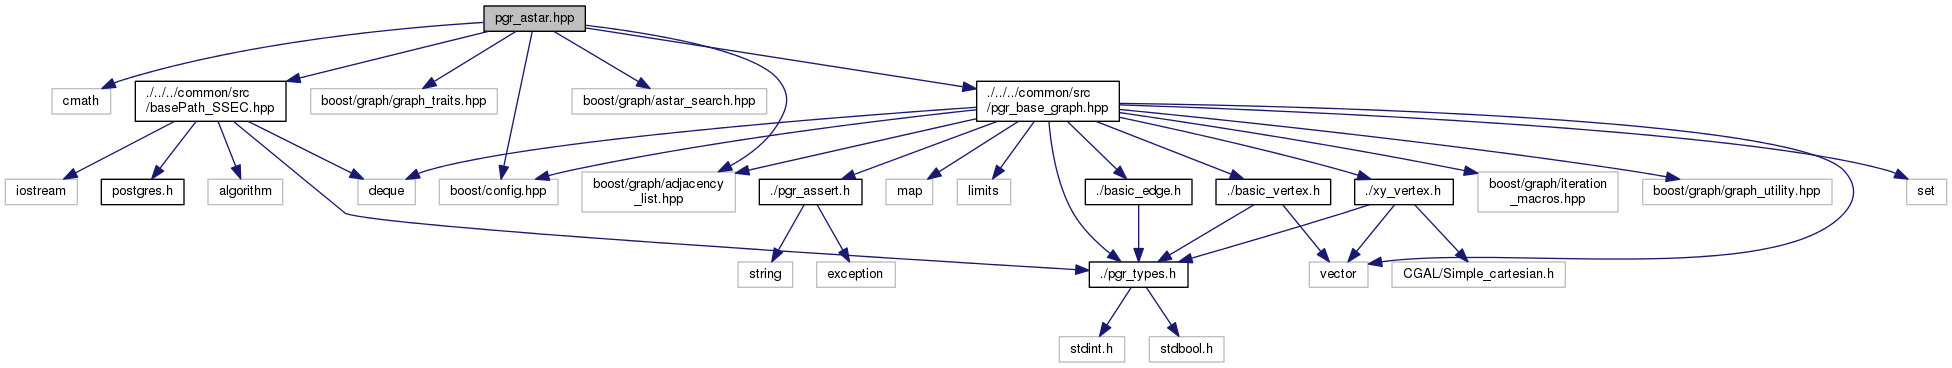 pgr_astar.hpp
cmath
./../../common/src
/basePath_SSEC.hpp
boost/graph/graph_traits.hpp
boost/graph/astar_search.hpp
./../../common/src
/pgr_base_graph.hpp
iostream
postgres.h
algorithm
deque
boost/config.hpp
boost/graph/adjacency
_list.hpp
./pgr_assert.h
map
limits
./basic_edge.h
./basic_vertex.h
./xy_vertex.h
boost/graph/iteration
_macros.hpp
boost/graph/graph_utility.hpp
set
string
exception
./pgr_types.h
vector
CGAL/Simple_cartesian.h
stdint.h
stdbool.h